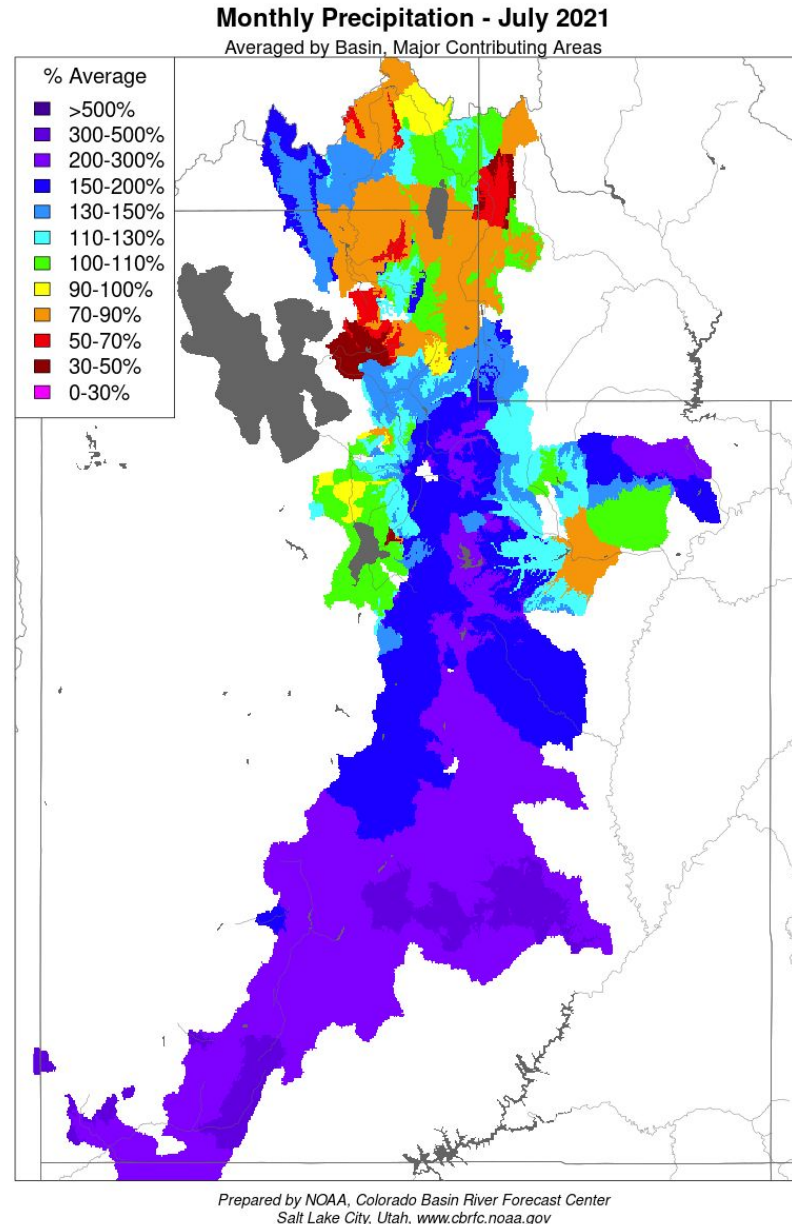 Monthly Precipitation - July 2021
Averaged by Basin, Major Contributing Areas
% Average
>500%
300-500%
200-300%
150-200%
130-150%
110-130%
100-110%
90-100%
70-90%
50-70%
30-50%
0-30%
Prepared by NOAA, Colorado Basin River Forecast Center
Salt Lake City, Utah, www.cbrfc.noaa.gov